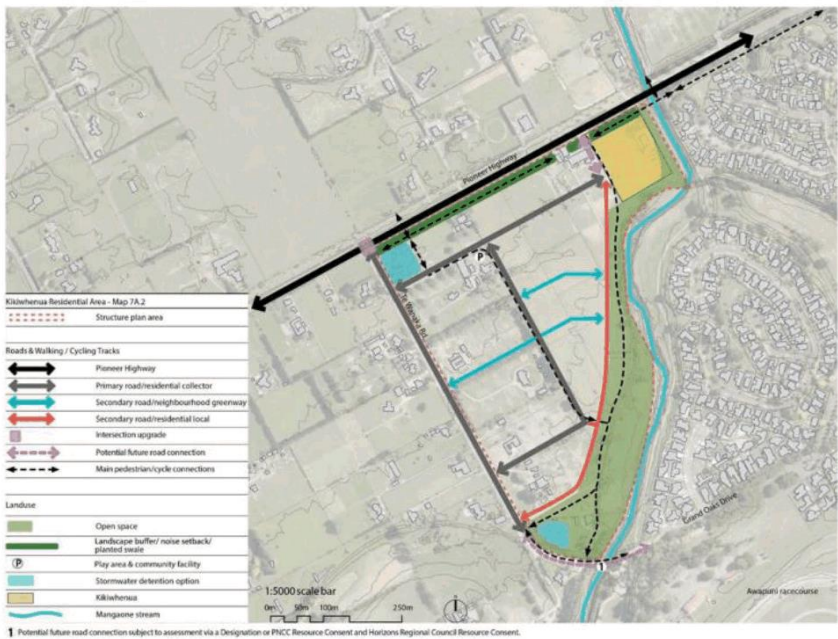 Pioneer Highway
Te Wanaka Rd
P
Grand Oaks Drive
Awapuni racecourse
1
Kikiwhenua Residential Area - Map 7A.2
Structure plan area
Roads & Walking / Cycling Tracks
Pioneer Highway
Primary road/residential collector
Secondary road/neighbourhood greenway
Secondary road/residential local
Intersection upgrade
Potential future road connection
Main pedestrian/cycle connections
Landuse
Open space
Landscape buffer/ noise setback/
planted swale
P Play area & community facility
Stormwater detention option
Kikiwhenua
Mangaone stream
1:5000 scale bar
0m 50m 100m 250m
1 Potential future road connection subject to assessment via a Designation or PNCC Resource Consent and Horizons Regional Council Resource Consent.